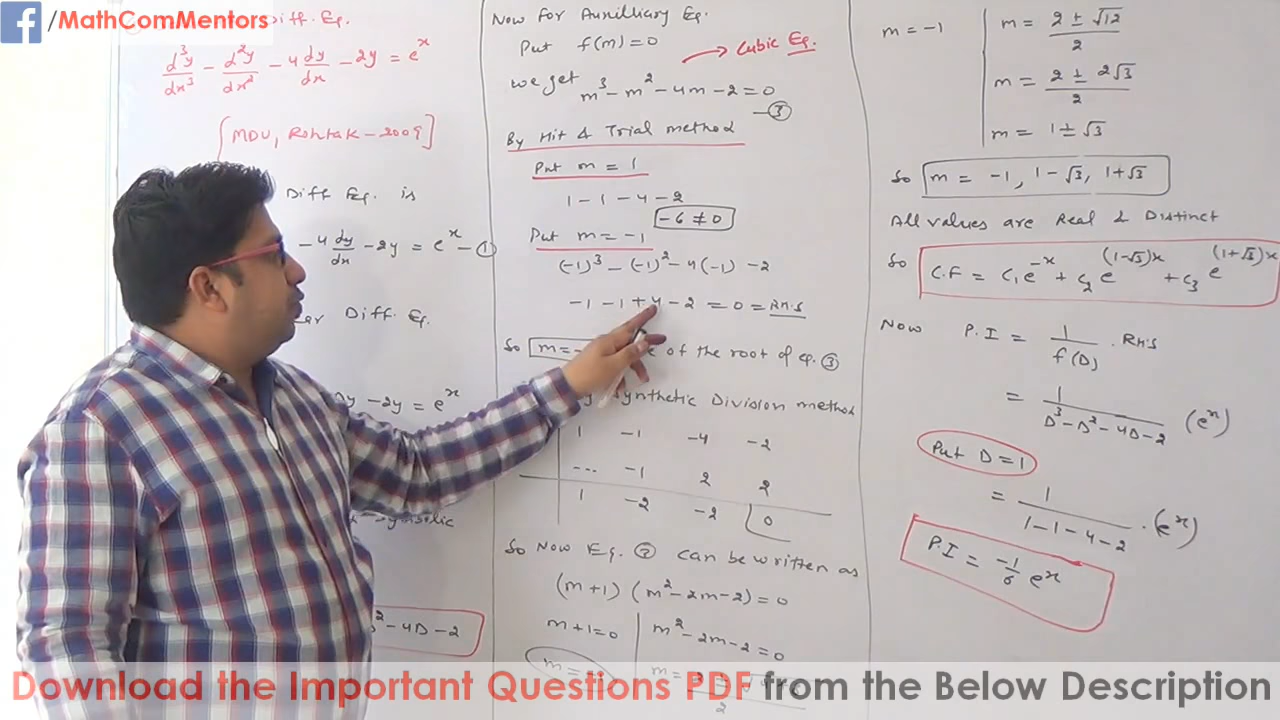 /MathComMentors
Diff. Eq.
d³y/dx³ - d²y/dx² - 4 dy/dx - 2y = eˣ
[MDU, Rohtak - 2009]
Diff Eq. is
- 4 dy/dx - 2y = eˣ - ①
Diff. Eq.
- 2y = eˣ
- 4D - 2
Now for Auxilliary Eq.
Put f(m) = 0
→ Cubic Eq.
we get m³ - m² - 4m - 2 = 0
- ③
By Hit & Trial method
Put m = 1
1 - 1 - 4 - 2
-6 ≠ 0
Put m = -1
(-1)³ - (-1)² - 4(-1) - 2
-1 - 1 + 4 - 2 = 0 = RHS
So m = - of the root of eq. ③
Synthetic Division method
1 -1 -4 -2
... -1 2 2
1 -2 -2 0
So Now Eq. can be written as
(m+1) (m² - 2m - 2) = 0
m + 1 = 0
m² - 2m - 2 = 0
m =
m =
2
m = -1
m = 2 ± √12 / 2
m = 2 ± 2√3 / 2
m = 1 ± √3
So m = -1, 1 - √3, 1 + √3
All values are Real & Distinct
So C.F = C₁e⁻ˣ + C₂e^(1-√3)x + C₃e^(1+√3)x
Now P.I = 1/f(D) . RHS
= 1/D³ - D² - 4D - 2 (eˣ)
Put D = 1
= 1/1 - 1 - 4 - 2 . (eˣ)
P.I = -1/6 eˣ
Download the Important Questions PDF from the Below Description